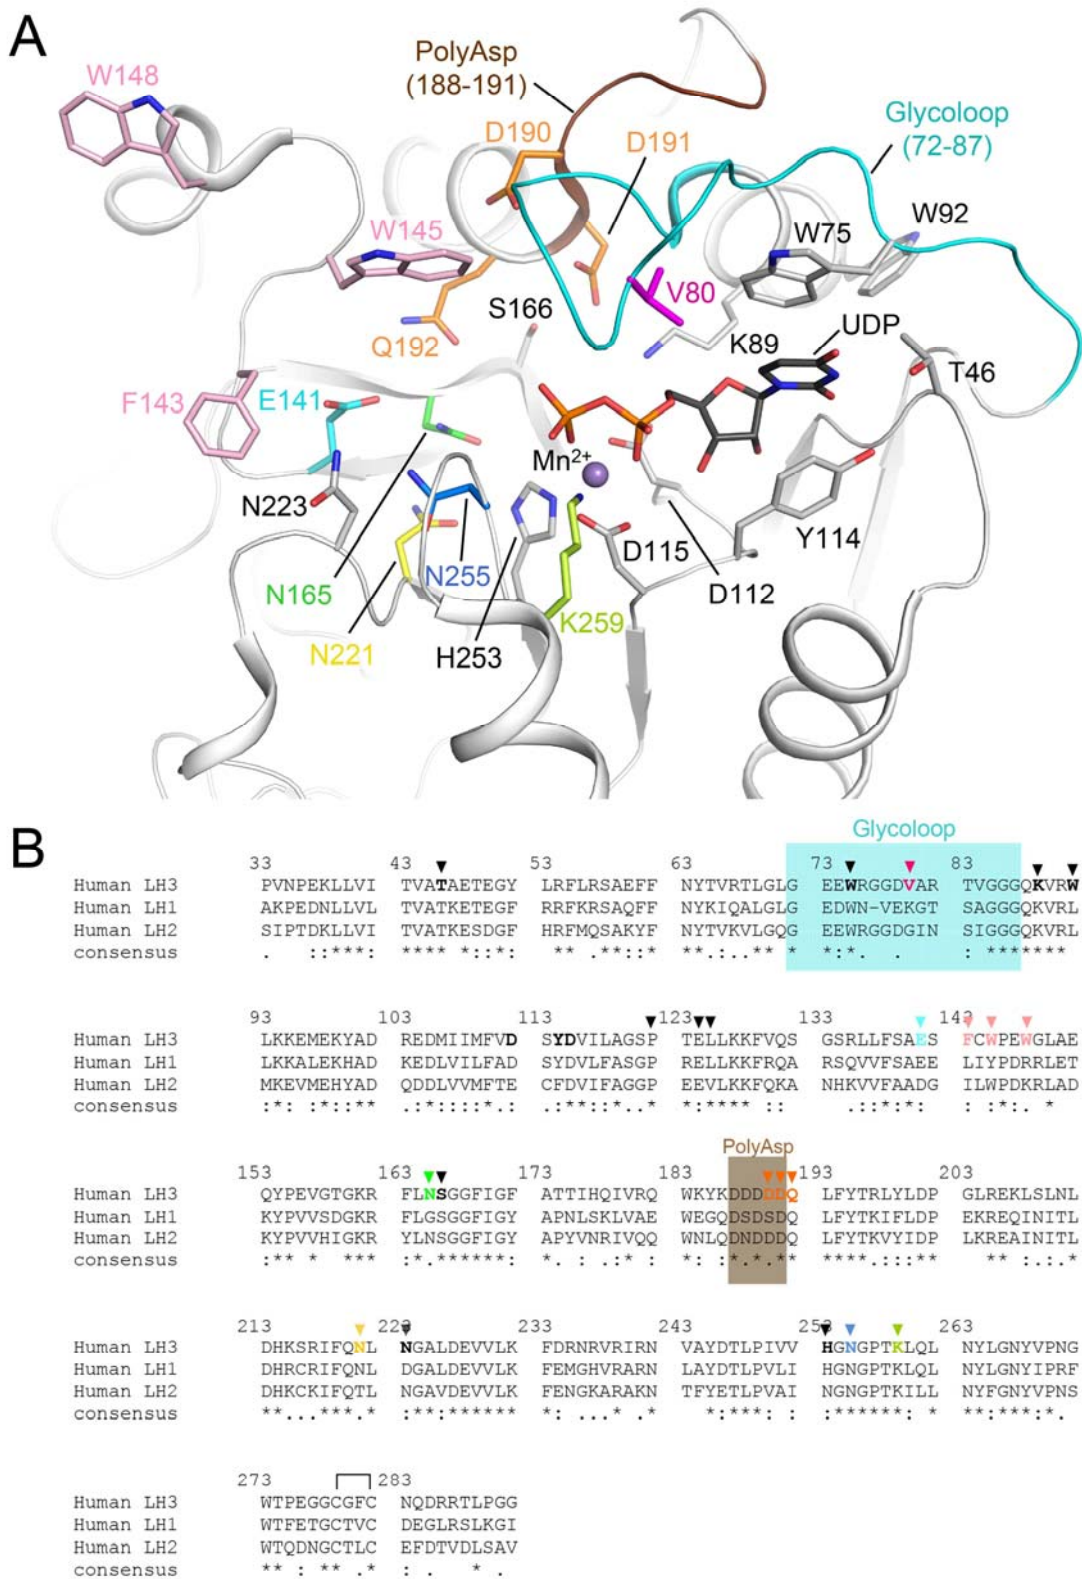 A
W148
PolyAsp
(188-191)
D190
D191
Glycoloop
(72-87)
W145
W75
W92
S166
V80
Q192
K89
UDP
T46
F143
E141
Mn2+
N223
N255
D115
Y114
N165
D112
N221
H253
K259
B
Glycoloop
33 43 53 63 73 83
Human LH3 PVNPEKLLVI TVATAETEGY LRFLRSAEFF NYTVRTLGLG EEWRGGDVAR TVGGGQKVRW
Human LH1 AKPEDNLLVL TVATKETEGF RRFKRSAQFF NYKIQALGLG EDWN-VEKGT SAGGGQKVRL
Human LH2 SIPTDKLLVI TVATKESDGF HRFMQSAKYF NYTVKVLGQG EEWRGGDGIN SIGGGQKVRL
consensus . ::***: ****:*::*: **. .**::* **.:..** * *:*. . : ********
93 103 113 123 133 143
Human LH3 LKKEMEKYAD REDMIIMFVD SYDVILAGSP TELLKKFVQS GSRLLFSAES FCWPEWGLAE
Human LH1 LKKALEKHAD KEDLVILFAD SYDVLFASGP RELLKKFRQA RSQVVFSAEE LIYPDRRLET
Human LH2 MKEVMEHYAD QDDLVVMFTE CYDVIFAGGP EELLKKFQKA NHKVVFAADG ILWPDKRLAD
consensus :*: :*::** .:*:::*.: .***::*..* ****** :: .::*:*: : :*: *
PolyAsp
153 163 173 183 193 203
Human LH3 QYPEVGTGKR FLNSGGFIGF ATTIHQIVRQ WKYKDDDDDQ LFYTRLYLDP GLREKLSLNL
Human LH1 KYPVVSDGKR FLGSGGFIGY APNLSKLVAE WEGQDSDSDQ LFYTKIFLDP EKREQINITL
Human LH2 KYPVVHIGKR YLNSGGFIGY APYVNRIVQQ WNLQDNDDDQ LFYTKVYIDP LKREAINITL
consensus :** * *** :*.******: *. : ::* : *: :*.*.** ****.:::** ** :.:.*
213 223 233 243 253 263
Human LH3 DHKSRIFQNL NGALDEVVLK FDRNRVRIRN VAYDTLPIVV HGNGPTKLQL NYLGNYVPNG
Human LH1 DHRCRIFQNL DGALDEVVLK FEMGHVRARN LAYDTLPVLI HGNGPTKLQL NYLGNYIPRF
Human LH2 DHKCKIFQTL NGAVDEVVLK FENGKARAKN TFYETLPVAI NGNGPTKILL NYFGNYVPNS
consensus **...***.* :**:****** *: .:.* :* *:***: : :******: * **:***:*.
273 283
Human LH3 WTPEGGCGFC NQDRRTLPGG
Human LH1 WTFETGCTVC DEGLRSLKGI
Human LH2 WTQDNGCTLC EFDTVDLSAV
consensus ** : ** .* : . * .